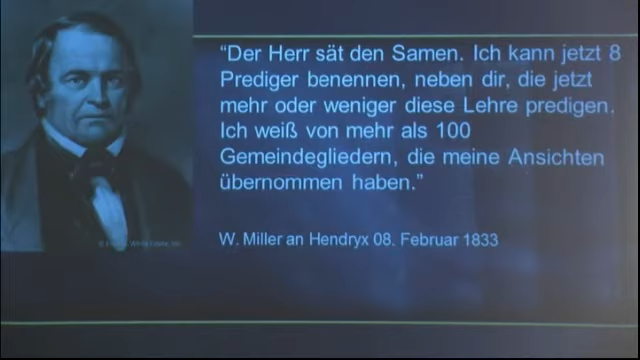 “Der Herr sät den Samen. Ich kann jetzt 8
Prediger benennen, neben dir, die jetzt
mehr oder weniger diese Lehre predigen.
Ich weiß von mehr als 100
Gemeindegliedern, die meine Ansichten
übernommen haben.”
W. Miller an Hendryx 08. Februar 1833